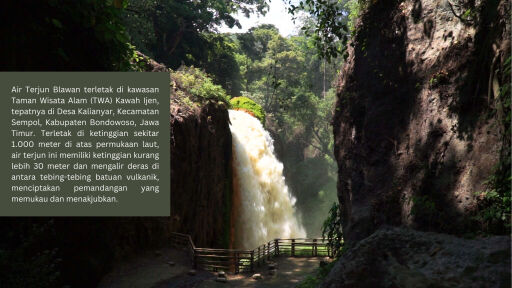 Air Terjun Blawan terletak di kawasan
Taman Wisata Alam (TWA) Kawah Ijen,
tepatnya di Desa Kalianyar, Kecamatan
Sempol, Kabupaten Bondowoso, Jawa
Timur. Terletak di ketinggian sekitar
1.000 meter di atas permukaan laut,
air terjun ini memiliki ketinggian kurang
lebih 30 meter dan mengalir deras di
antara tebing-tebing batuan vulkanik,
menciptakan pemandangan yang
memukau dan menakjubkan.